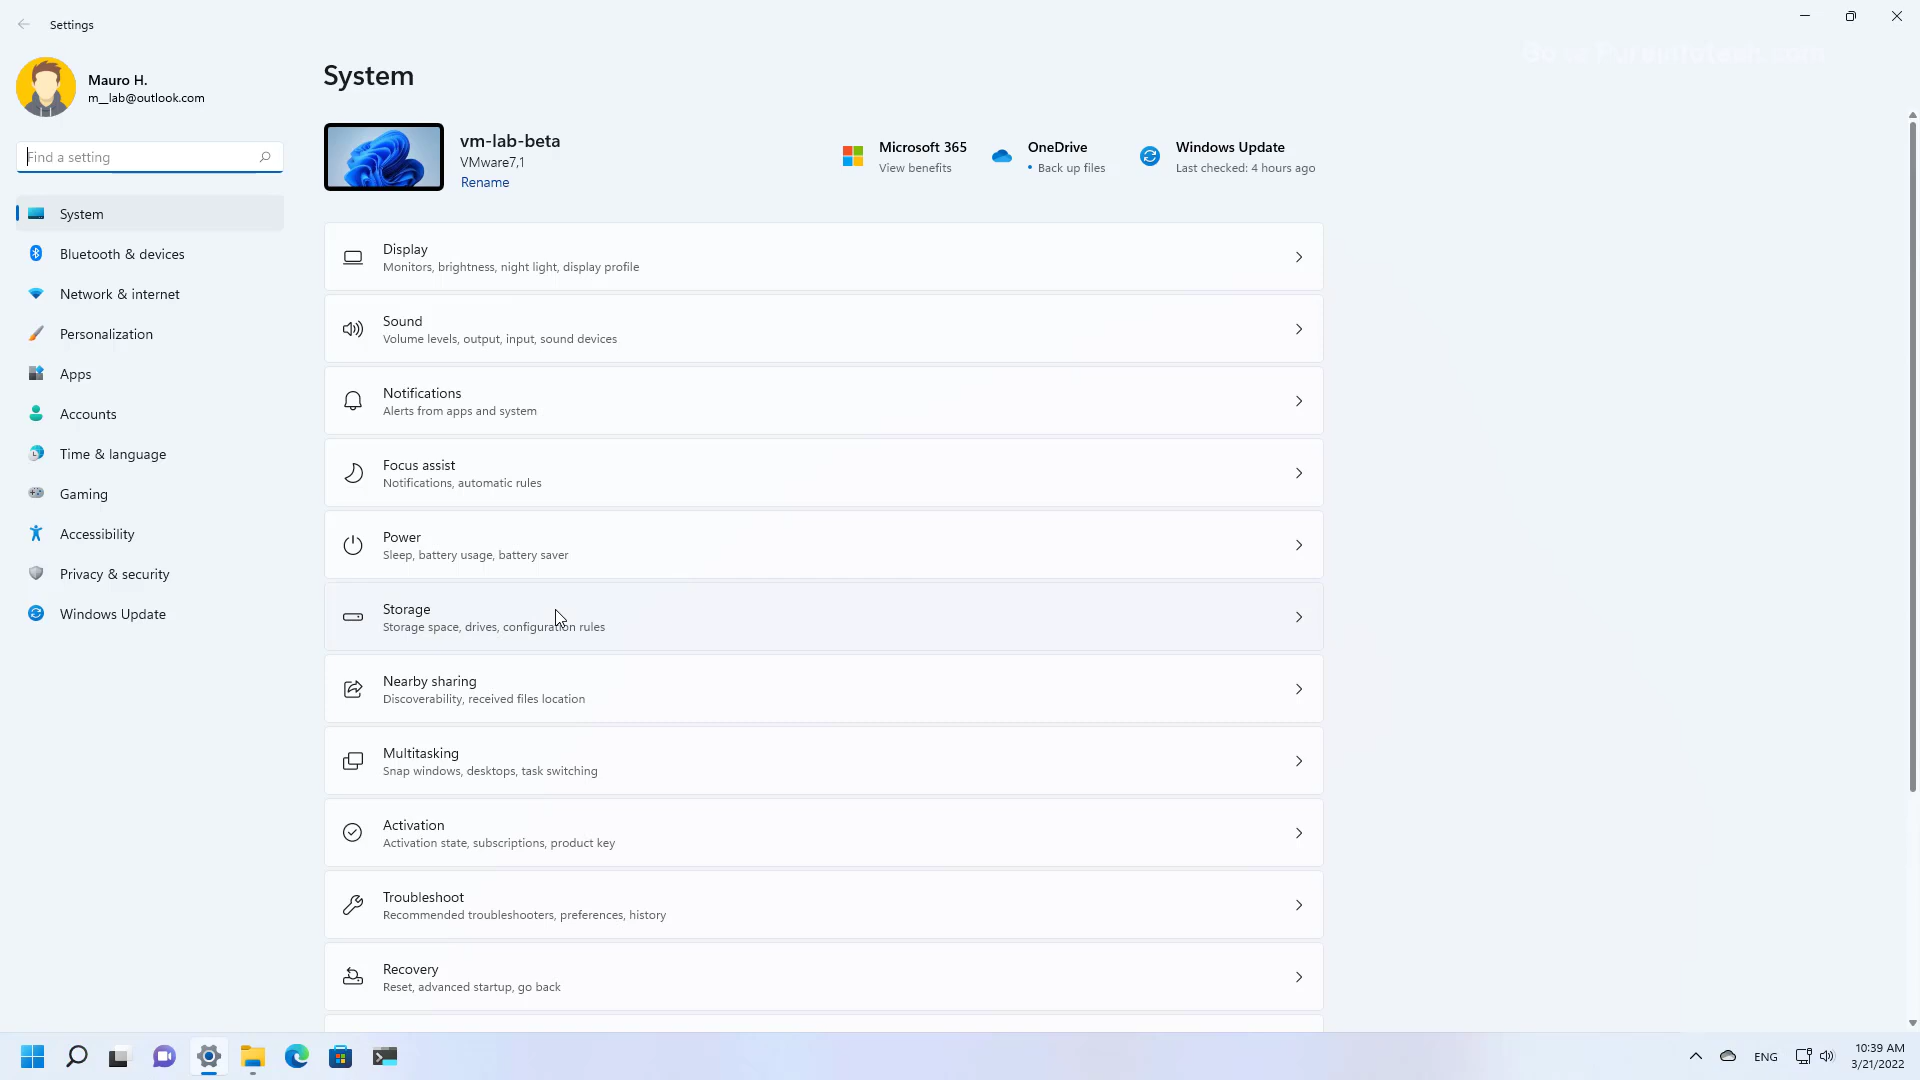 Settings
Go to Pureinfotech.com
Mauro H.
m__lab@outlook.com
Find a setting
System
Bluetooth & devices
Network & internet
Personalization
Apps
Accounts
Time & language
Gaming
Accessibility
Privacy & security
Windows Update
System
vm-lab-beta
VMware7,1
Rename
Microsoft 365
View benefits
OneDrive
• Back up files
Windows Update
Last checked: 4 hours ago
Display
Monitors, brightness, night light, display profile
Sound
Volume levels, output, input, sound devices
Notifications
Alerts from apps and system
Focus assist
Notifications, automatic rules
Power
Sleep, battery usage, battery saver
Storage
Storage space, drives, configuration rules
Nearby sharing
Discoverability, received files location
Multitasking
Snap windows, desktops, task switching
Activation
Activation state, subscriptions, product key
Troubleshoot
Recommended troubleshooters, preferences, history
Recovery
Reset, advanced startup, go back
ENG
10:39 AM
3/21/2022